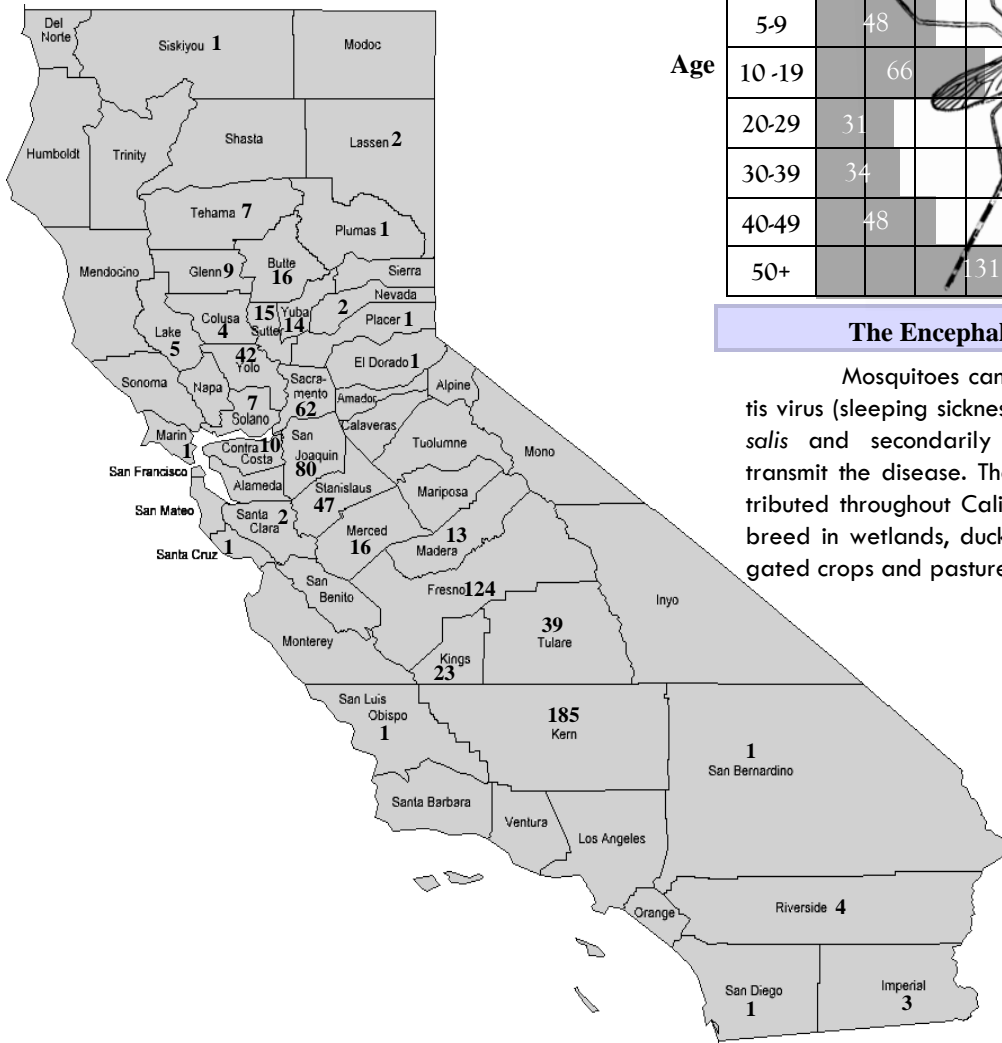 Del
Norte
Siskiyou 1
Modoc
Humboldt
Trinity
Shasta
Lassen 2
Tehama 7
Plumas 1
Mendocino
Glenn 9
Butte
16
Sierra
Nevada
2
Placer 1
Lake
5
Colusa
4
15
Sutter
Yuba
14
El Dorado 1
Sonoma
Napa
42
Yolo
Sacra-
mento
62
Amador
Alpine
7
Solano
Calaveras
Marin
1
Contra 10
Costa
San
Joaquin
80
Tuolumne
Mono
San Francisco
Alameda
Stanislaus
47
Mariposa
San Mateo
Santa
Clara 2
Merced
16
13
Madera
Santa Cruz 1
San
Benito
Fresno 124
Inyo
Monterey
Kings
23
39
Tulare
San Luis
Obispo
1
185
Kern
1
San Bernardino
Santa Barbara
Ventura
Los Angeles
Orange
Riverside 4
San Diego
1
Imperial
3
Age
5-9 48
10 -19 66
20-29 31
30-39 34
40-49 48
50+ 131
The Encephal
Mosquitoes can
tis virus (sleeping sicknes
salis and secondarily
transmit the disease. The
tributed throughout Cali
breed in wetlands, duck
gated crops and pasture